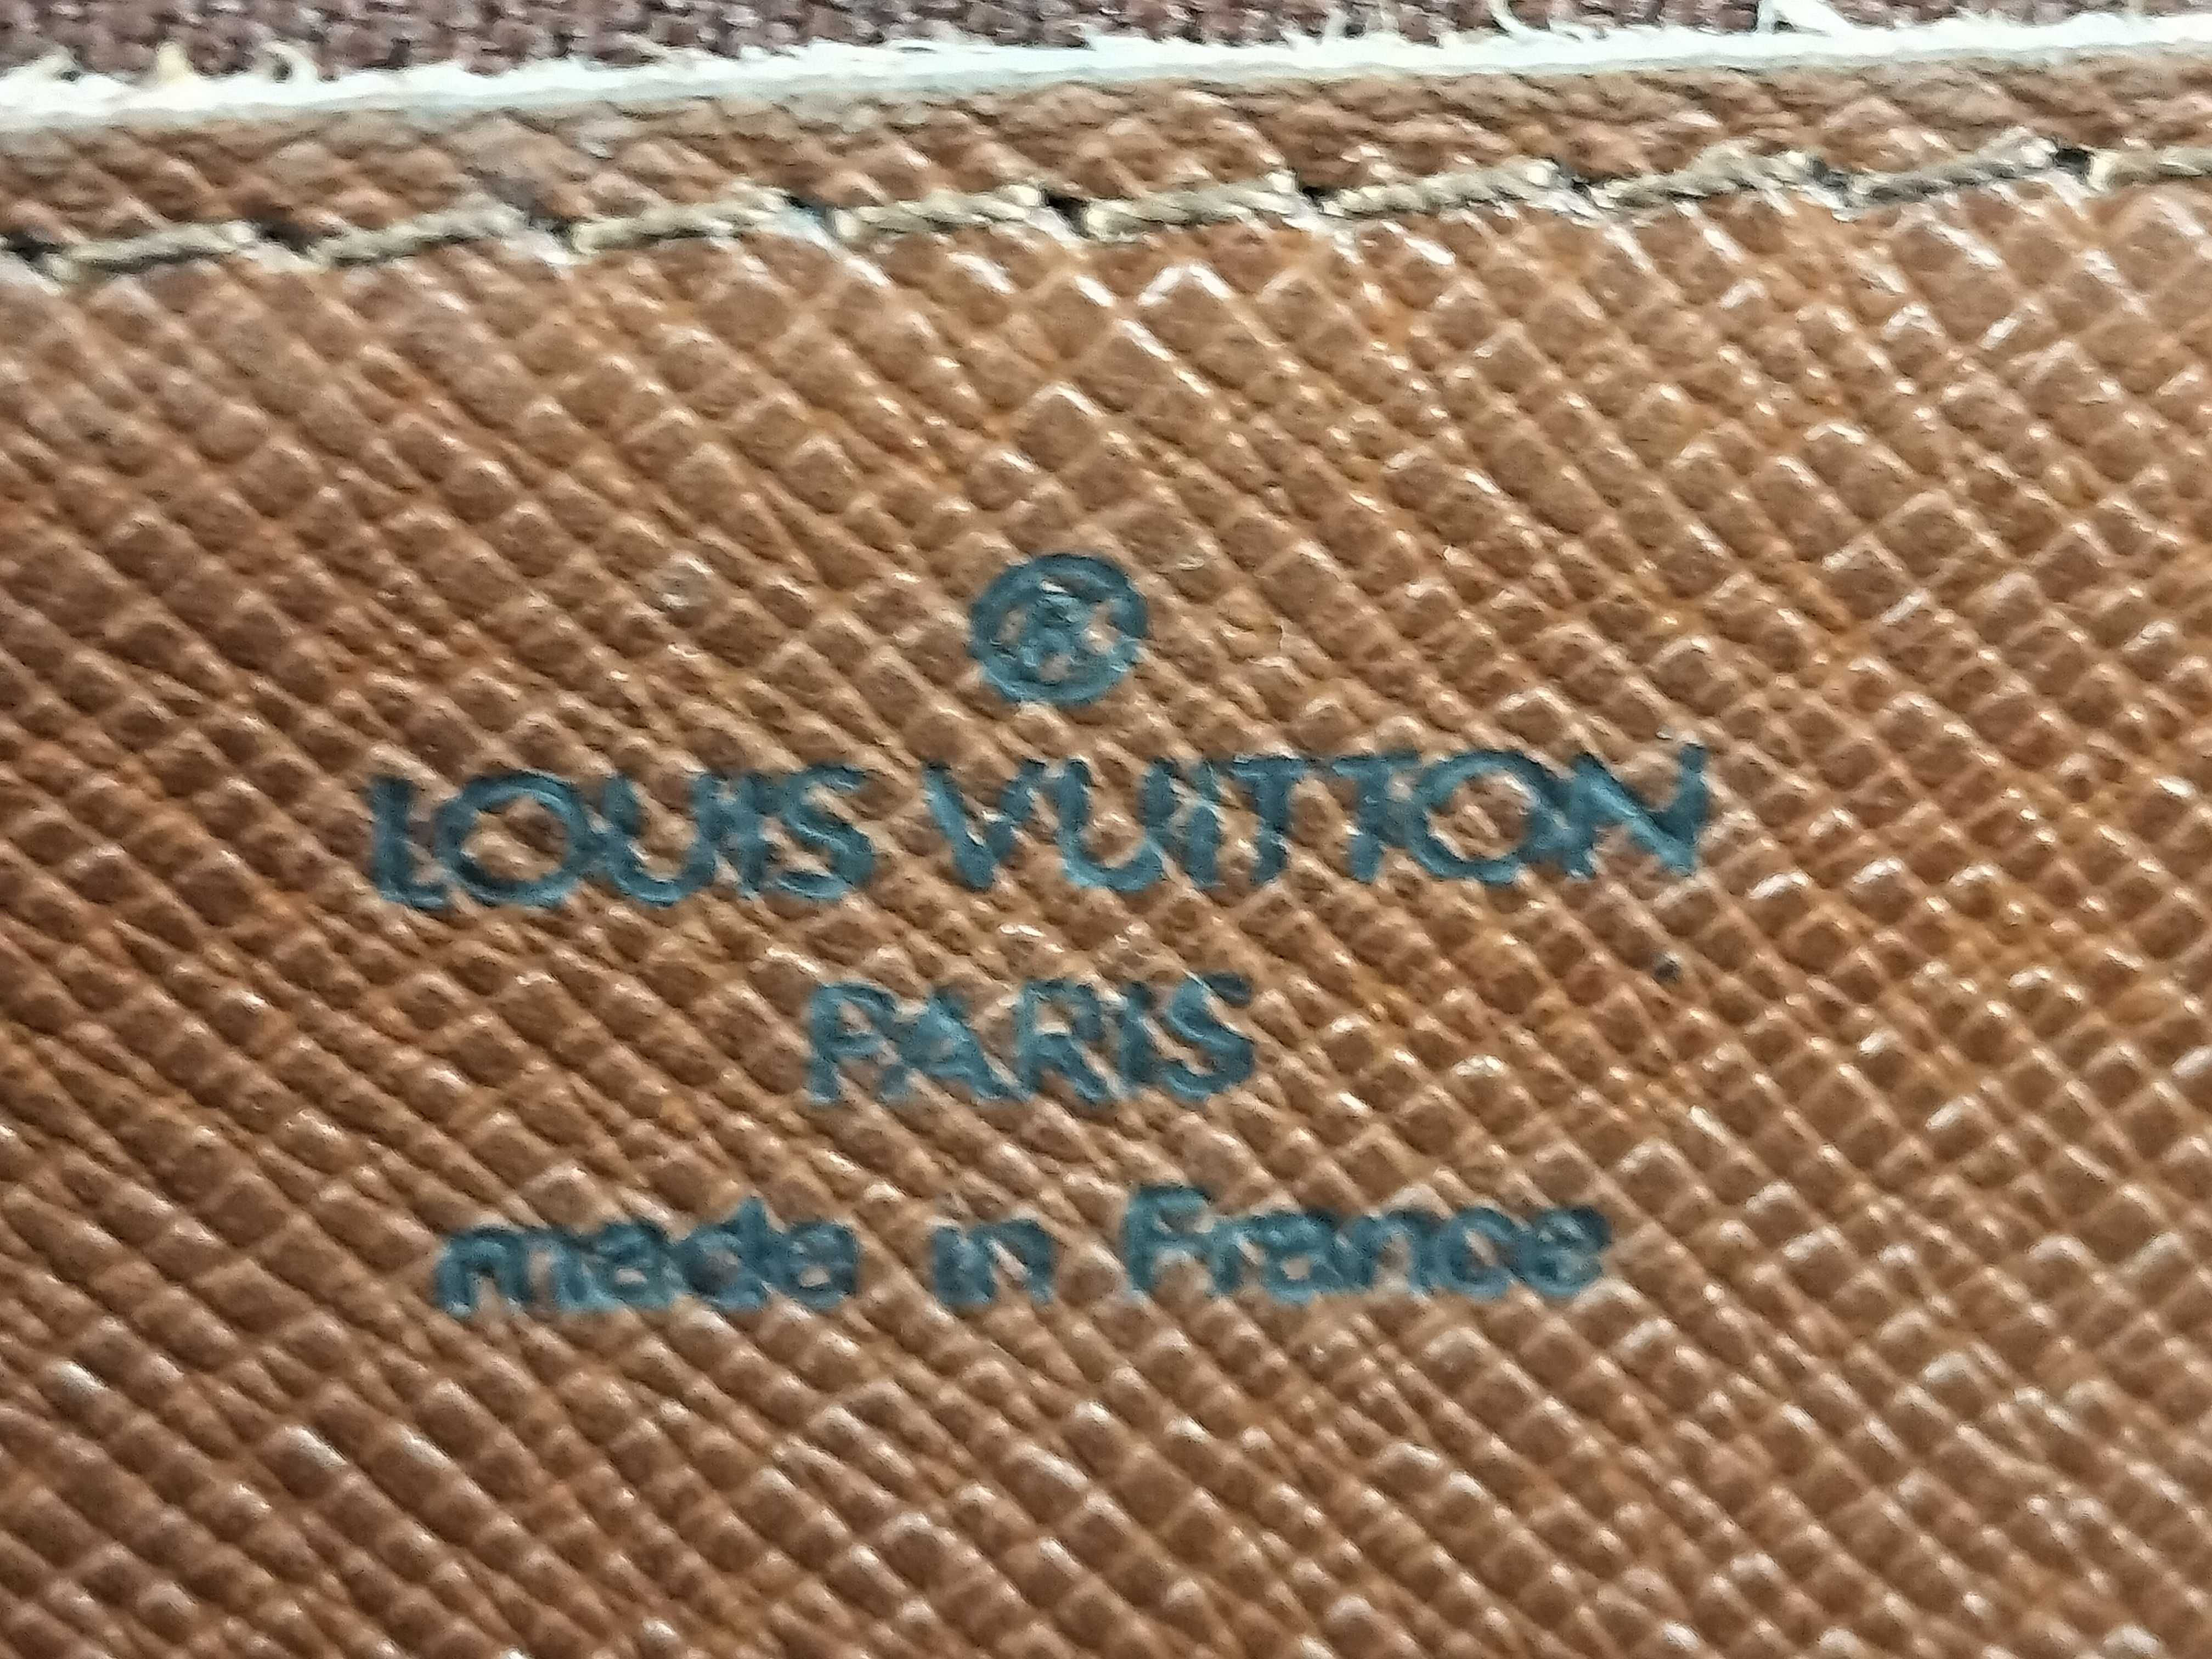 ®
LOUIS VUITTON
PARIS
made in France